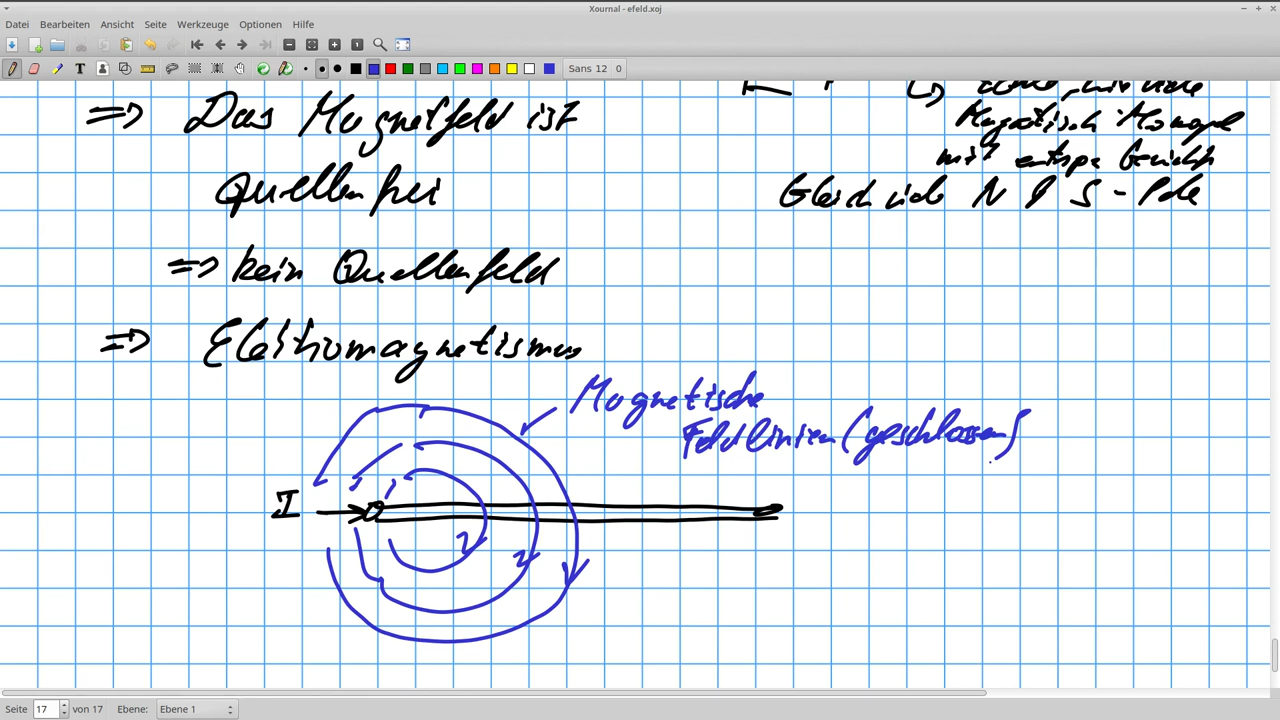 Xournal - efeld.xoj
Datei Bearbeiten Ansicht Seite Werkzeuge Optionen Hilfe
Sans 12 0
=> Das Magnetfeld ist
quellenfrei
=> kein Quellenfeld
=> Elektromagnetismus
Magnetisch
mit
Gleich viele N S - Pole
Magnetische
Feldlinien (geschlossen)
I
Seite 17 von 17 Ebene: Ebene 1